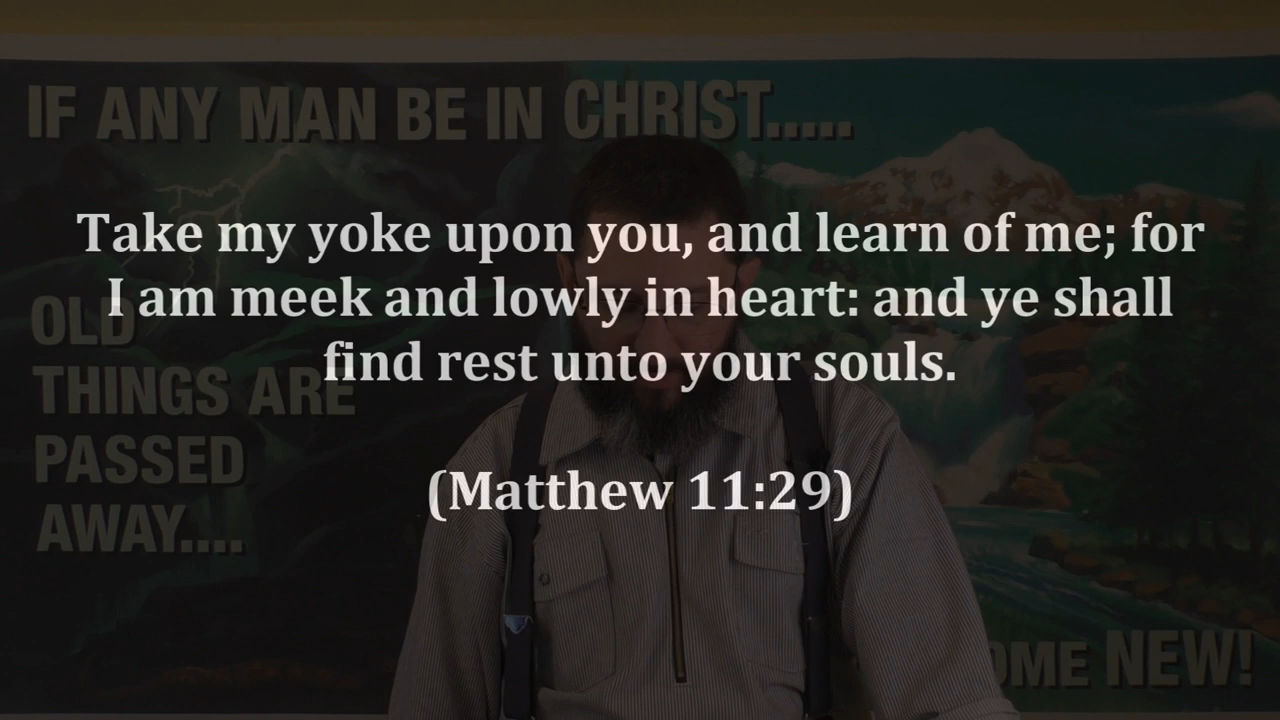 IF ANY MAN BE IN CHRIST.....
Take my yoke upon you, and learn of me; for
I am meek and lowly in heart: and ye shall
find rest unto your souls.
(Matthew 11:29)
OLD
THINGS ARE
PASSED
AWAY....
OME NEW!